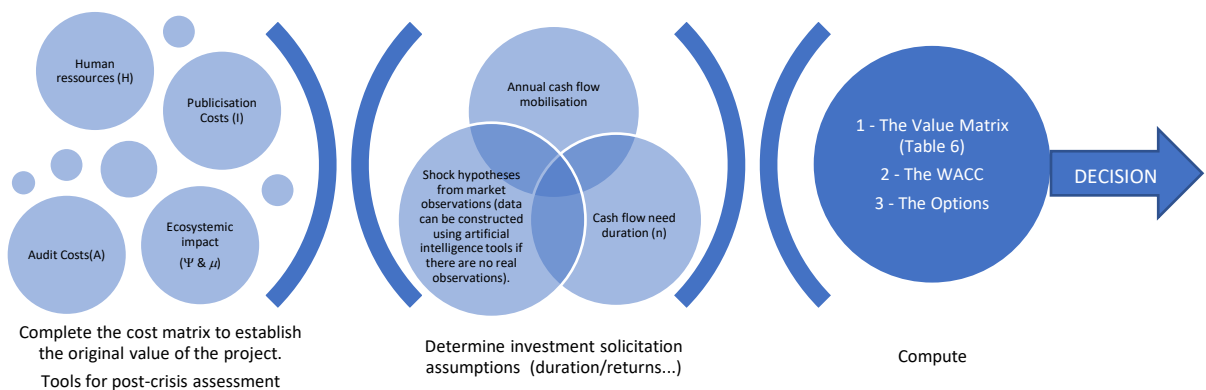 Human
ressources (H)
Publicisation
Costs (I)
Audit Costs(A)
Ecosystemic
impact
(Ψ & μ)
Complete the cost matrix to establish
the original value of the project.
Tools for post-crisis assessment
Annual cash flow
mobilisation
Shock hypotheses
from market
observations (data
can be constructed
using artificial
intelligence tools if
there are no real
observations).
Cash flow need
duration (n)
Determine investment solicitation
assumptions (duration/returns...)
1 - The Value Matrix
(Table 6)
2 - The WACC
3 - The Options
Compute
DECISION